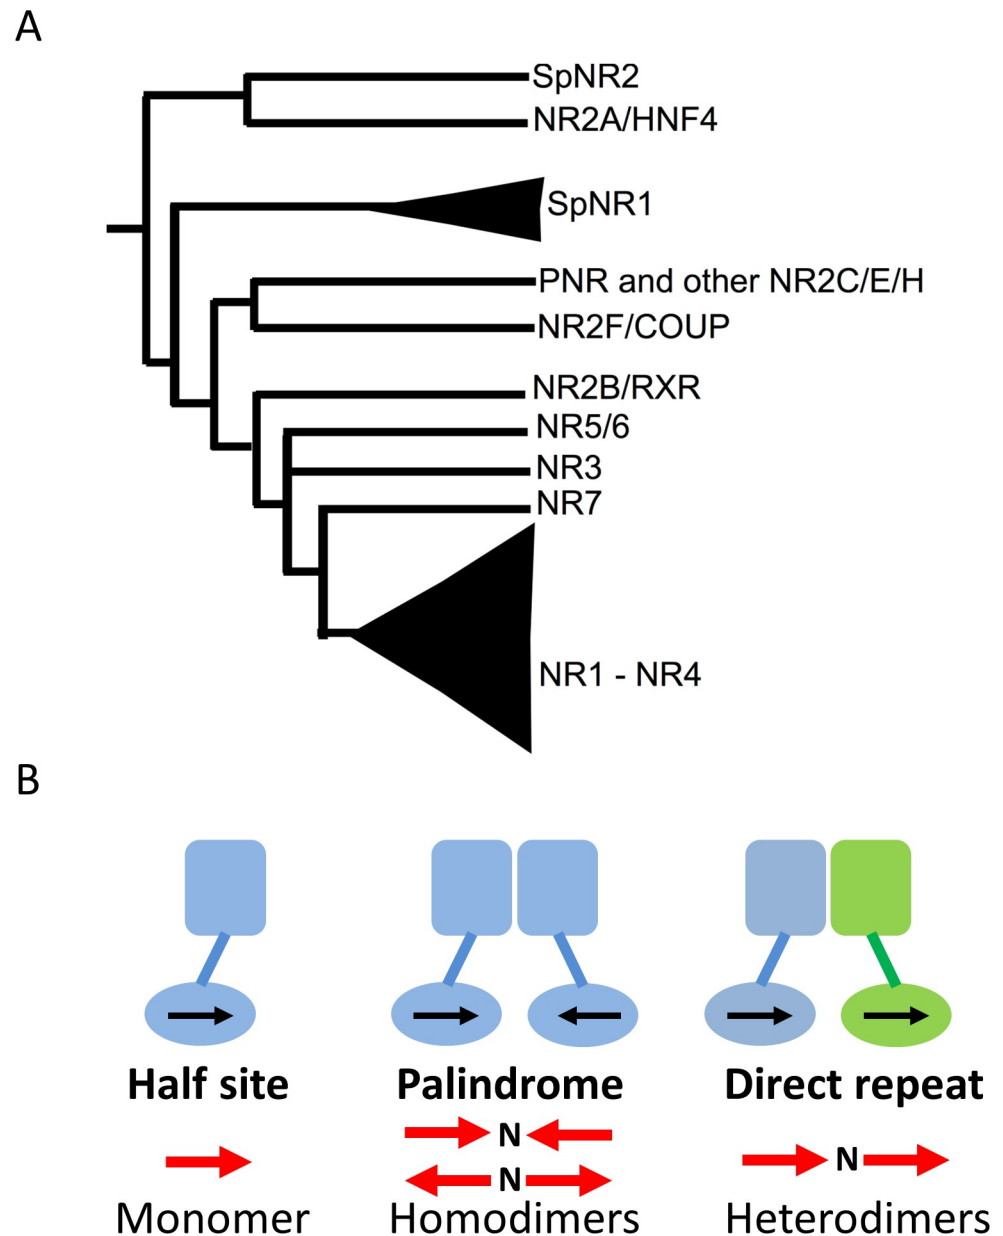 A
SpNR2
NR2A/HNF4
SpNR1
PNR and other NR2C/E/H
NR2F/COUP
NR2B/RXR
NR5/6
NR3
NR7
NR1 - NR4
B
Half site
Palindrome
Direct repeat
N
N
N
Monomer
Homodimers
Heterodimers